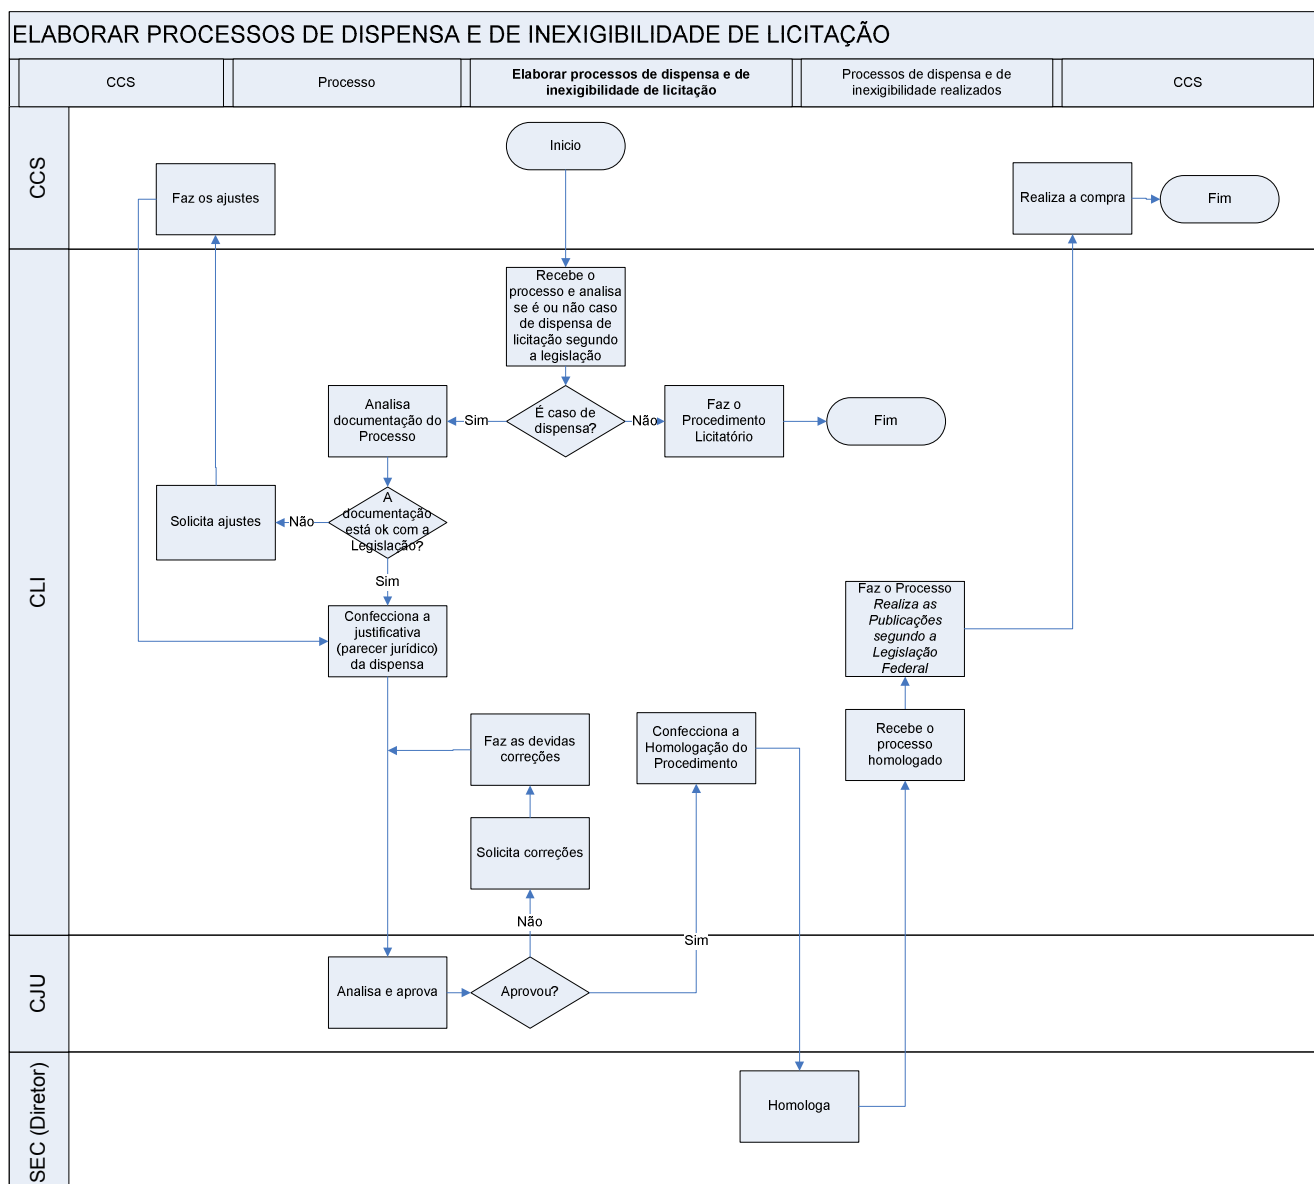 ELABORAR PROCESSOS DE DISPENSA E DE INEXIGIBILIDADE DE LICITAÇÃO
CCS
Processo
Elaborar processos de dispensa e de
inexigibilidade de licitação
Processos de dispensa e de
inexigibilidade realizados
CCS
CCS
Inicio
Faz os ajustes
Realiza a compra
Fim
CLI
Recebe o
processo e analisa
se é ou não caso
de dispensa de
licitação segundo
a legislação
É caso de
dispensa?
Sim
Não
Analisa
documentação do
Processo
Faz o
Procedimento
Licitatório
Fim
A
documentação
está ok com a
Legislação?
Não
Solicita ajustes
Sim
Confecciona a
justificativa
(parecer jurídico)
da dispensa
Faz o Processo
Realiza as
Publicações
segundo a
Legislação
Federal
Faz as devidas
correções
Confecciona a
Homologação do
Procedimento
Recebe o
processo
homologado
Solicita correções
Não
Sim
CJU
Analisa e aprova
Aprovou?
SEC (Diretor)
Homologa